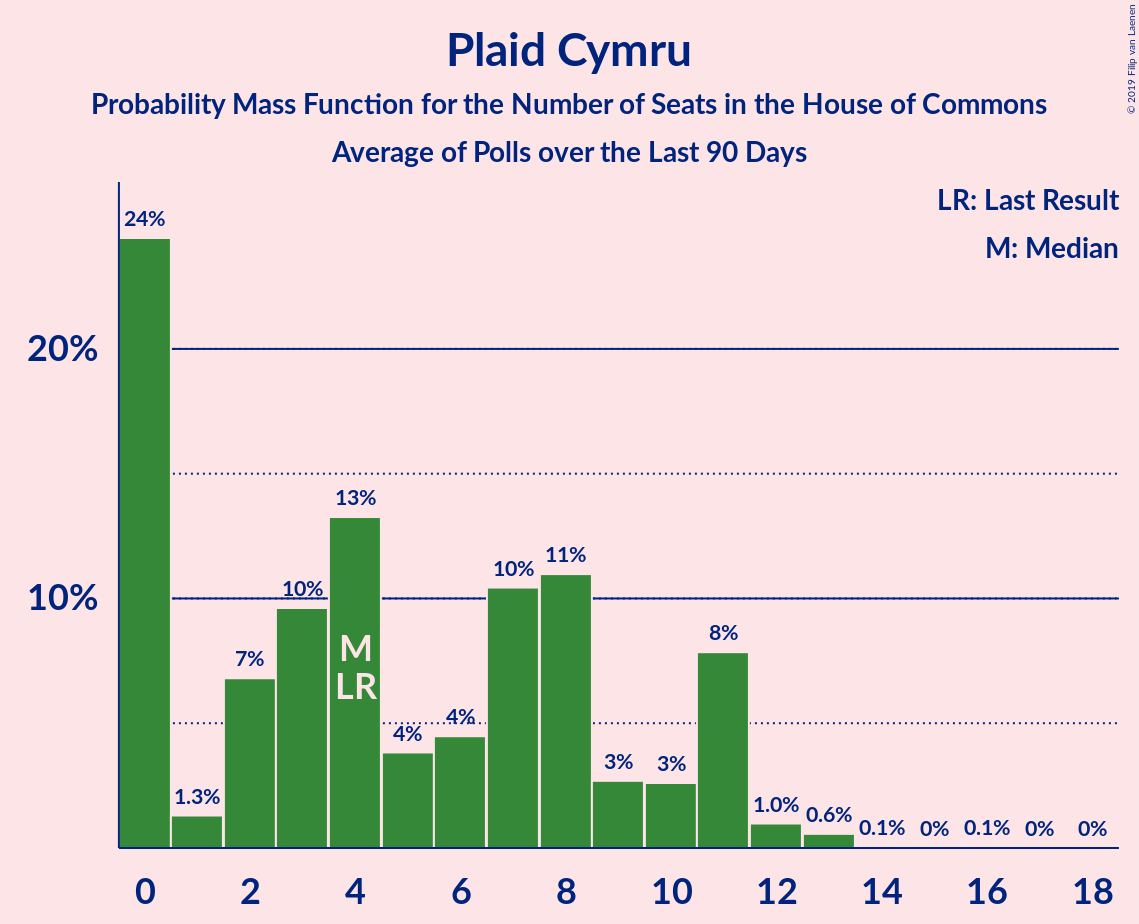 Plaid Cymru
Probability Mass Function for the Number of Seats in the House of Commons
Average of Polls over the Last 90 Days
© 2019 Filip van Laenen
LR: Last Result
M: Median
20%
10%
24%
1.3%
7%
10%
13%
4%
4%
10%
11%
3%
3%
8%
1.0%
0.6%
0.1%
0%
0.1%
0%
0%
M
LR
0 2 4 6 8 10 12 14 16 18